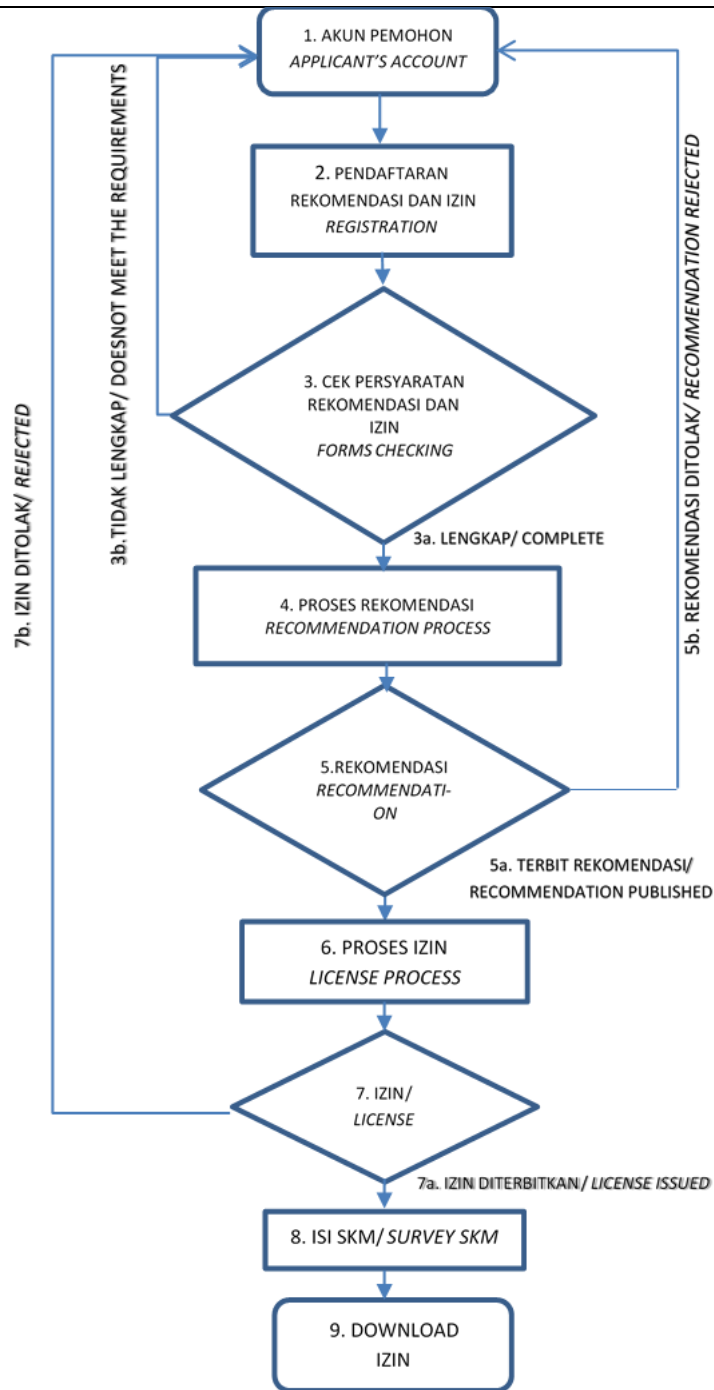 1. AKUN PEMOHON
APPLICANT'S ACCOUNT
2. PENDAFTARAN
REKOMENDASI DAN IZIN
REGISTRATION
3. CEK PERSYARATAN
REKOMENDASI DAN
IZIN
FORMS CHECKING
3a. LENGKAP/ COMPLETE
3b.TIDAK LENGKAP/ DOESNOT MEET THE REQUIREMENTS
4. PROSES REKOMENDASI
RECOMMENDATION PROCESS
5.REKOMENDASI
RECOMMENDATI-
ON
5a. TERBIT REKOMENDASI/
RECOMMENDATION PUBLISHED
5b. REKOMENDASI DITOLAK/ RECOMMENDATION REJECTED
6. PROSES IZIN
LICENSE PROCESS
7. IZIN/
LICENSE
7a. IZIN DITERBITKAN/ LICENSE ISSUED
7b. IZIN DITOLAK/ REJECTED
8. ISI SKM/ SURVEY SKM
9. DOWNLOAD
IZIN